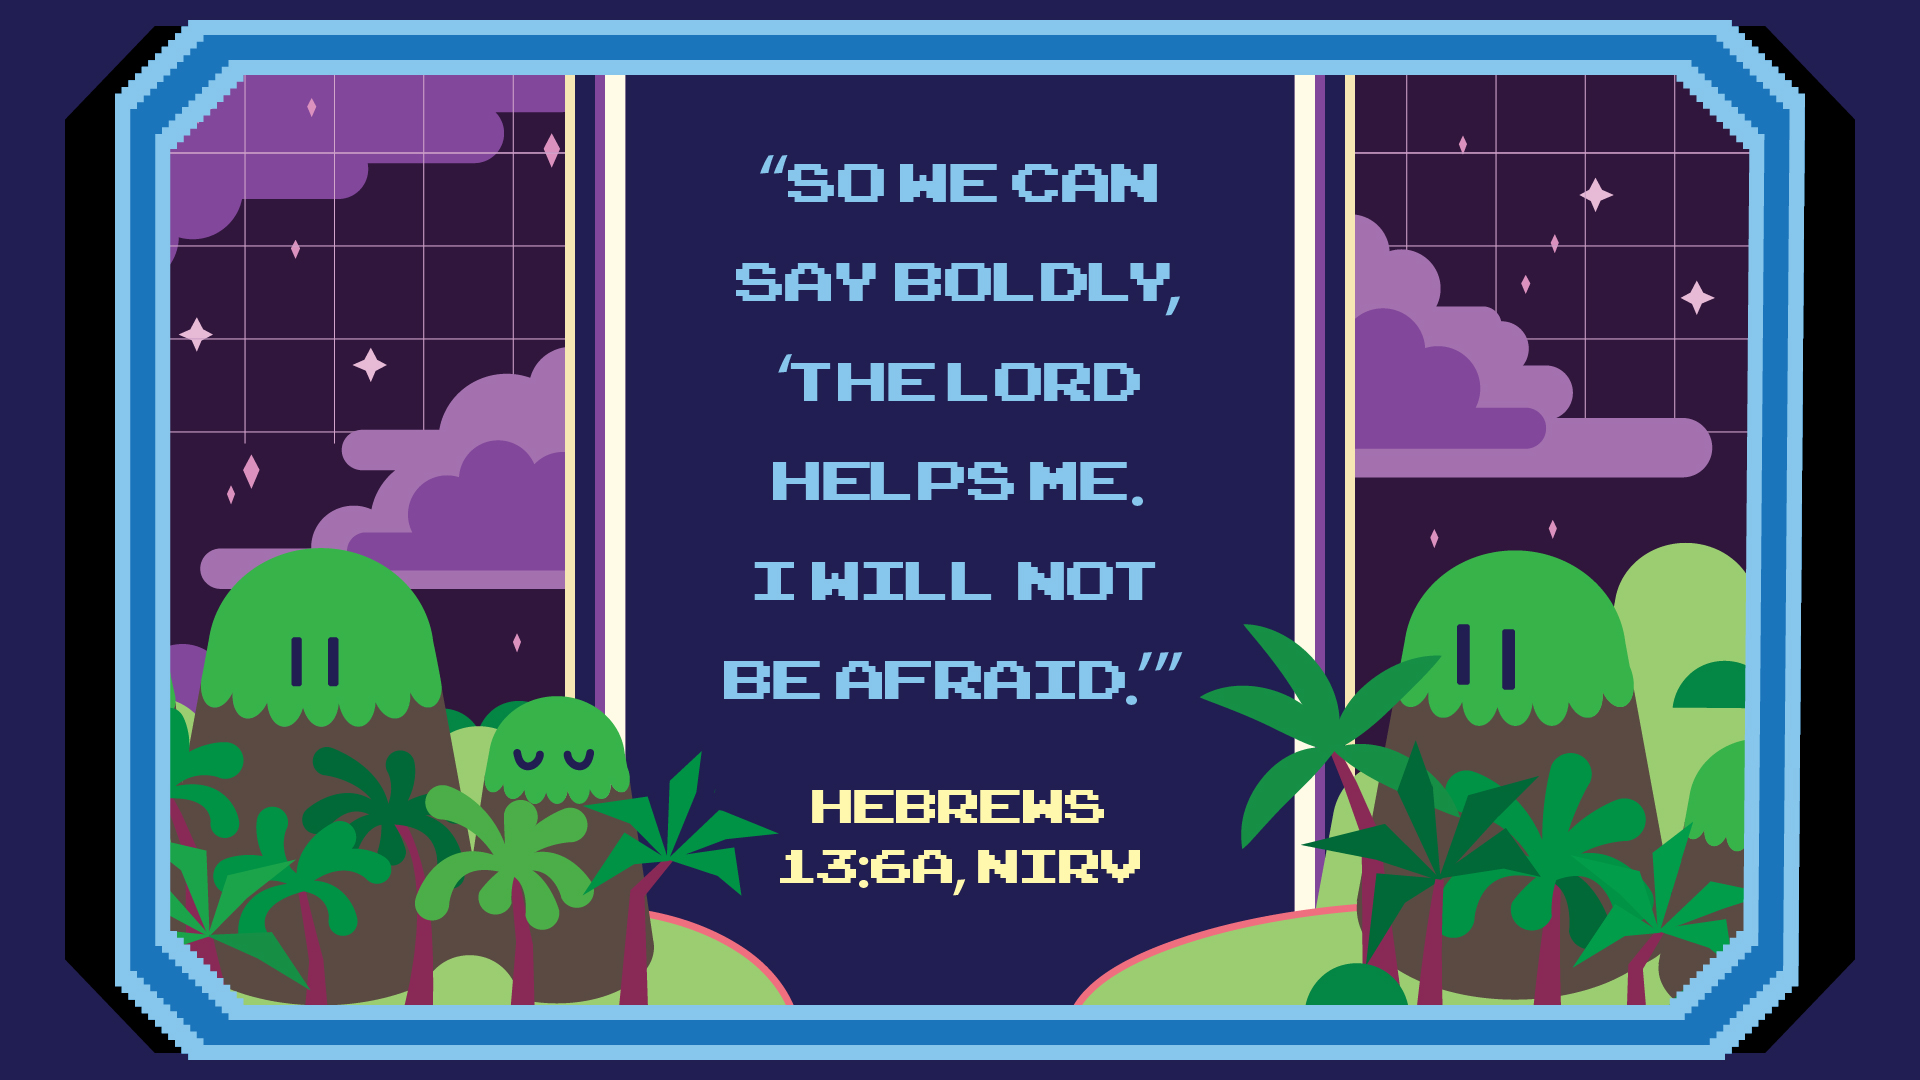 “SO WE CAN
SAY BOLDLY,
‘THE LORD
HELPS ME.
I WILL NOT
BE AFRAID.’”
HEBREWS
13:6A, NIRV